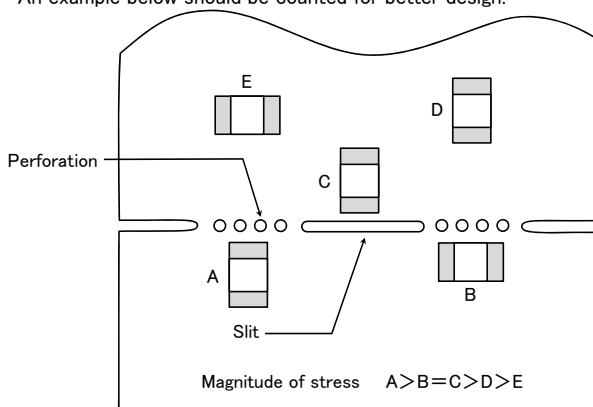 An example below should be counted for better design.
E
D
Perforation
C
A
B
Slit
Magnitude of stress A>B=C>D>E